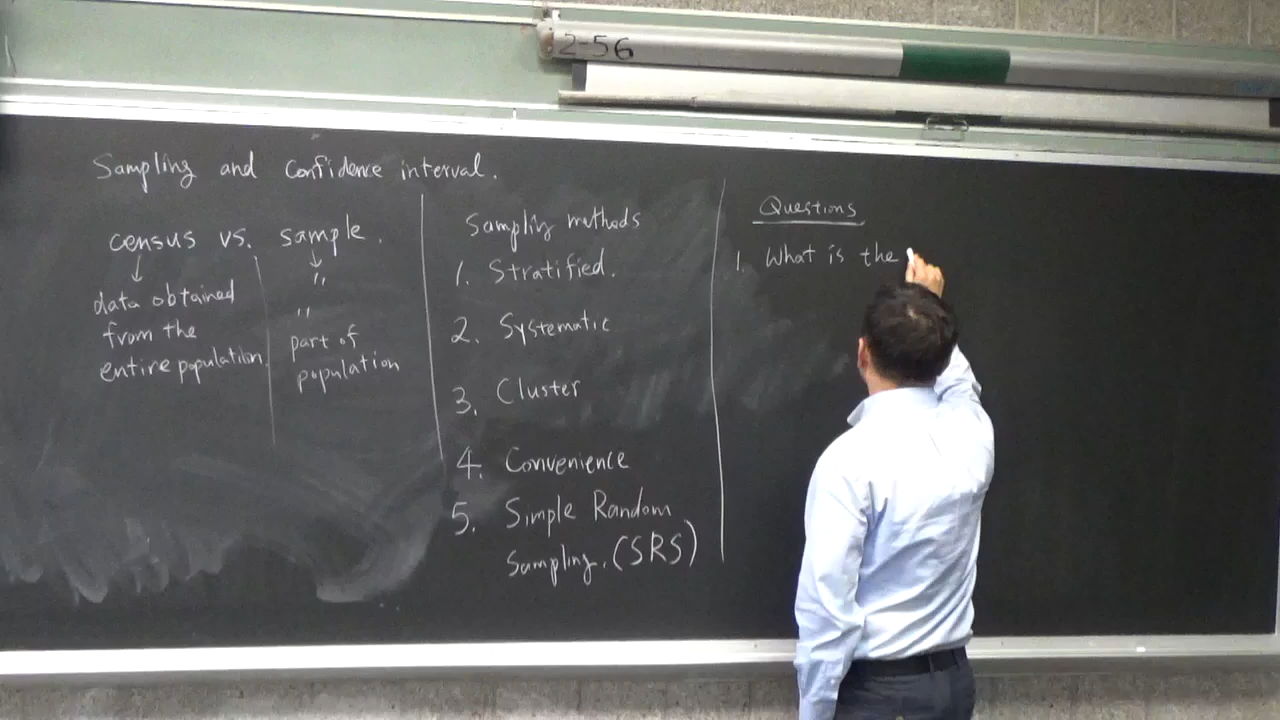 2-56
Sampling and Confidence interval.
census vs. sample.
↓
data obtained
from the
entire population.
↓
"
"
part of
population
Sampling methods
1. Stratified.
2. Systematic
3. Cluster
4. Convenience
5. Simple Random
Sampling. (SRS)
Questions
1. What is the